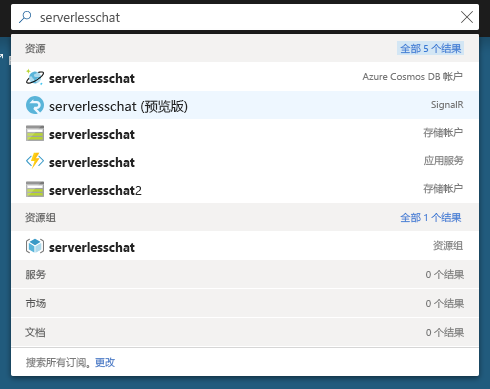 serverlesschat
资源 全部 5 个结果
serverlesschat Azure Cosmos DB 帐户
serverlesschat (预览版) SignalR
serverlesschat 存储帐户
serverlesschat 应用服务
serverlesschat2 存储帐户
资源组 全部 1 个结果
serverlesschat 资源组
服务 0 个结果
市场 0 个结果
文档 0 个结果
搜索所有订阅。更改